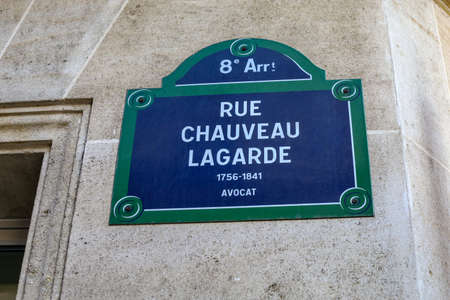 8e Arrt
RUE
CHAUVEAU
LAGARDE
1756-1841
AVOCAT